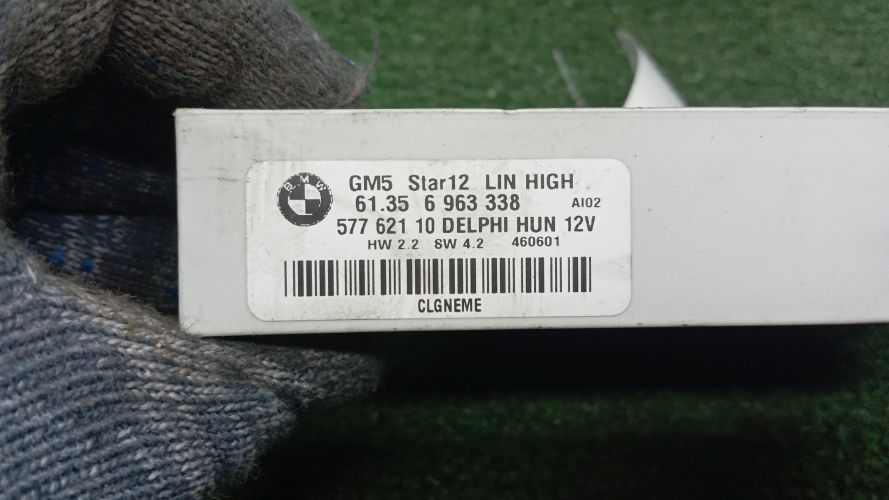 BMW
GM5 Star12 LIN HIGH
61.35 6 963 338 AI02
577 621 10 DELPHI HUN 12V
HW 2.2 SW 4.2 460601
CLGNEME